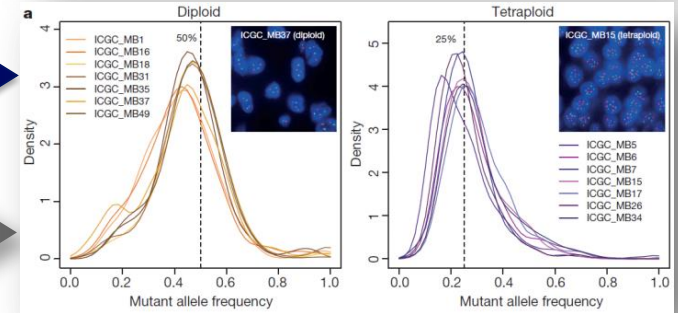 a
Diploid
Density
4
3
2
1
0
ICGC_MB1
ICGC_MB16
ICGC_MB18
ICGC_MB31
ICGC_MB35
ICGC_MB37
ICGC_MB49
50%
ICGC_MB37 (diploid)
0.0 0.2 0.4 0.6 0.8 1.0
Mutant allele frequency
Tetraploid
Density
5
4
3
2
1
0
25%
ICGC_MB15 (tetraploid)
ICGC_MB5
ICGC_MB6
ICGC_MB7
ICGC_MB15
ICGC_MB17
ICGC_MB26
ICGC_MB34
0.0 0.2 0.4 0.6 0.8 1.0
Mutant allele frequency